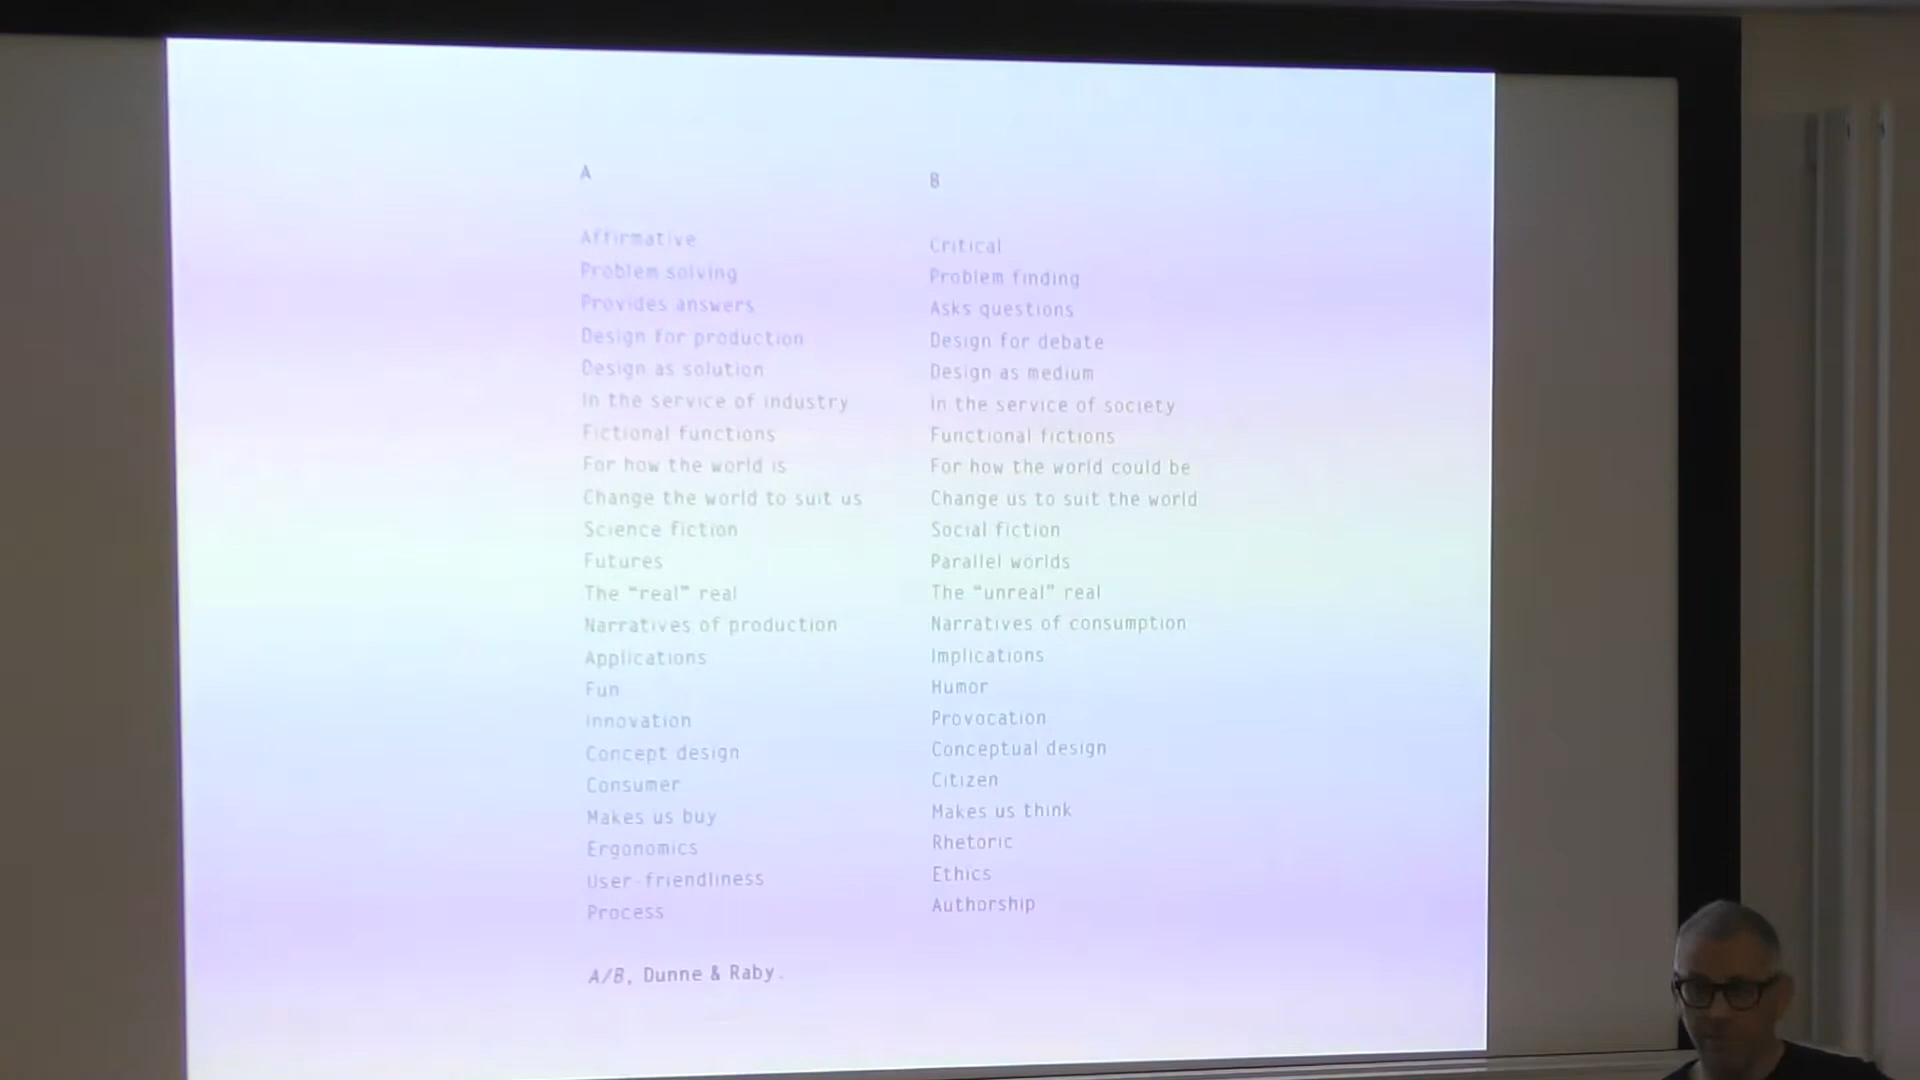 A B
Affirmative Critical
Problem solving Problem finding
Provides answers Asks questions
Design for production Design for debate
Design as solution Design as medium
In the service of industry In the service of society
Fictional functions Functional fictions
For how the world is For how the world could be
Change the world to suit us Change us to suit the world
Science fiction Social fiction
Futures Parallel worlds
The “real” real The “unreal” real
Narratives of production Narratives of consumption
Applications Implications
Fun Humor
Innovation Provocation
Concept design Conceptual design
Consumer Citizen
Makes us buy Makes us think
Ergonomics Rhetoric
User-friendliness Ethics
Process Authorship
A/B, Dunne & Raby.